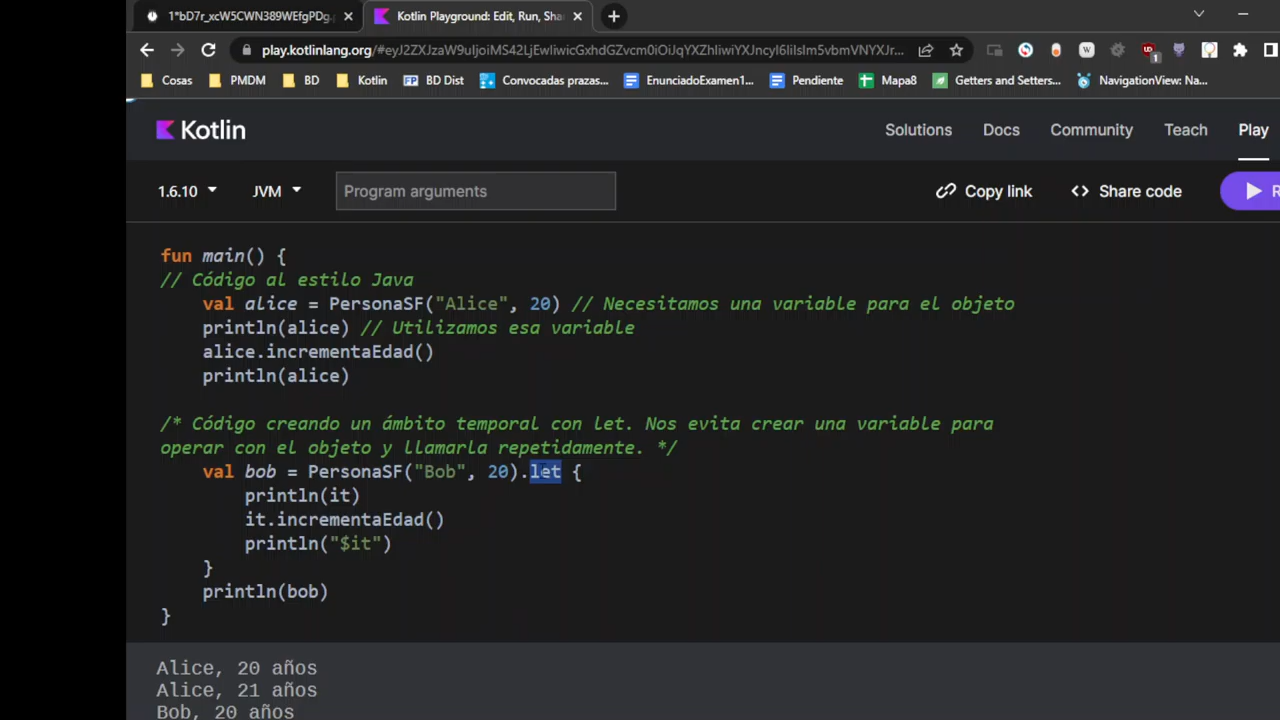 1*bD7r_xcW5CWN389WEfgPDg.
Kotlin Playground: Edit, Run, Sha
play.kotlinlang.org/#eyJ2ZXJzaW9uIjoiMS42LjEwIiwicGxhdGZvcm0iOiJqYXZhIiwiYXJncyI6IiIsIm5vbmVNYXJr...
Cosas PMDM BD Kotlin BD Dist Convocadas prazas... EnunciadoExamen1... Pendiente Mapa8 Getters and Setters... NavigationView: Na...
Kotlin
Solutions Docs Community Teach Play
1.6.10 JVM Program arguments Copy link Share code R
fun main() {
// Código al estilo Java
val alice = PersonaSF("Alice", 20) // Necesitamos una variable para el objeto
println(alice) // Utilizamos esa variable
alice.incrementaEdad()
println(alice)
/* Código creando un ámbito temporal con let. Nos evita crear una variable para
operar con el objeto y llamarla repetidamente. */
val bob = PersonaSF("Bob", 20).let {
println(it)
it.incrementaEdad()
println("$it")
}
println(bob)
}
Alice, 20 años
Alice, 21 años
Bob, 20 años